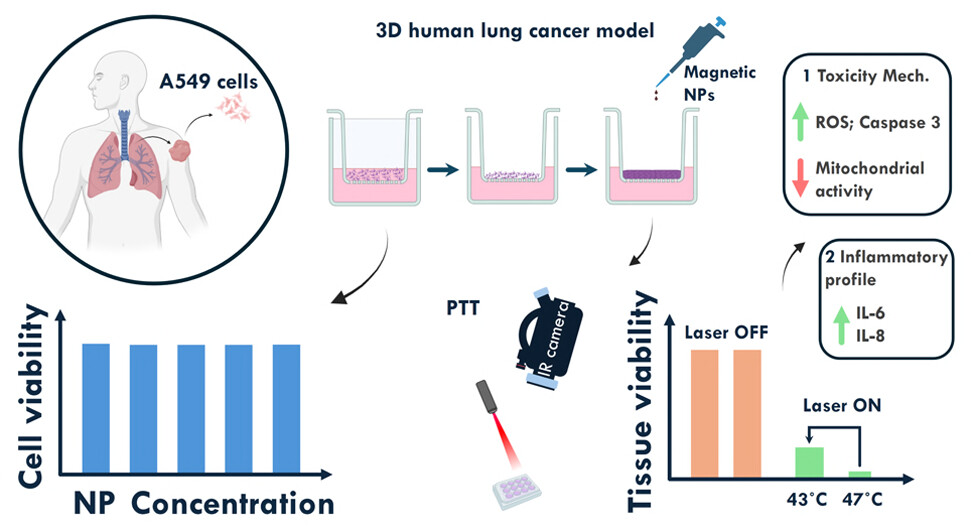 3D human lung cancer model
A549 cells
Magnetic
NPs
1 Toxicity Mech.
ROS; Caspase 3
Mitochondrial
activity
2 Inflammatory
profile
IL-6
IL-8
Cell viability
NP Concentration
PTT
IR camera
Tissue viability
Laser OFF
Laser ON
43°C
47°C